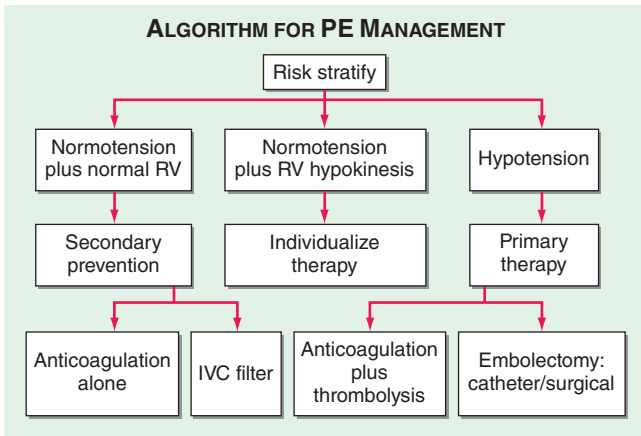 ALGORITHM FOR PE MANAGEMENT
Risk stratify
Normotension
plus normal RV
Normotension
plus RV hypokinesis
Hypotension
Secondary
prevention
Individualize
therapy
Primary
therapy
Anticoagulation
alone
IVC filter
Anticoagulation
plus
thrombolysis
Embolectomy:
catheter/surgical